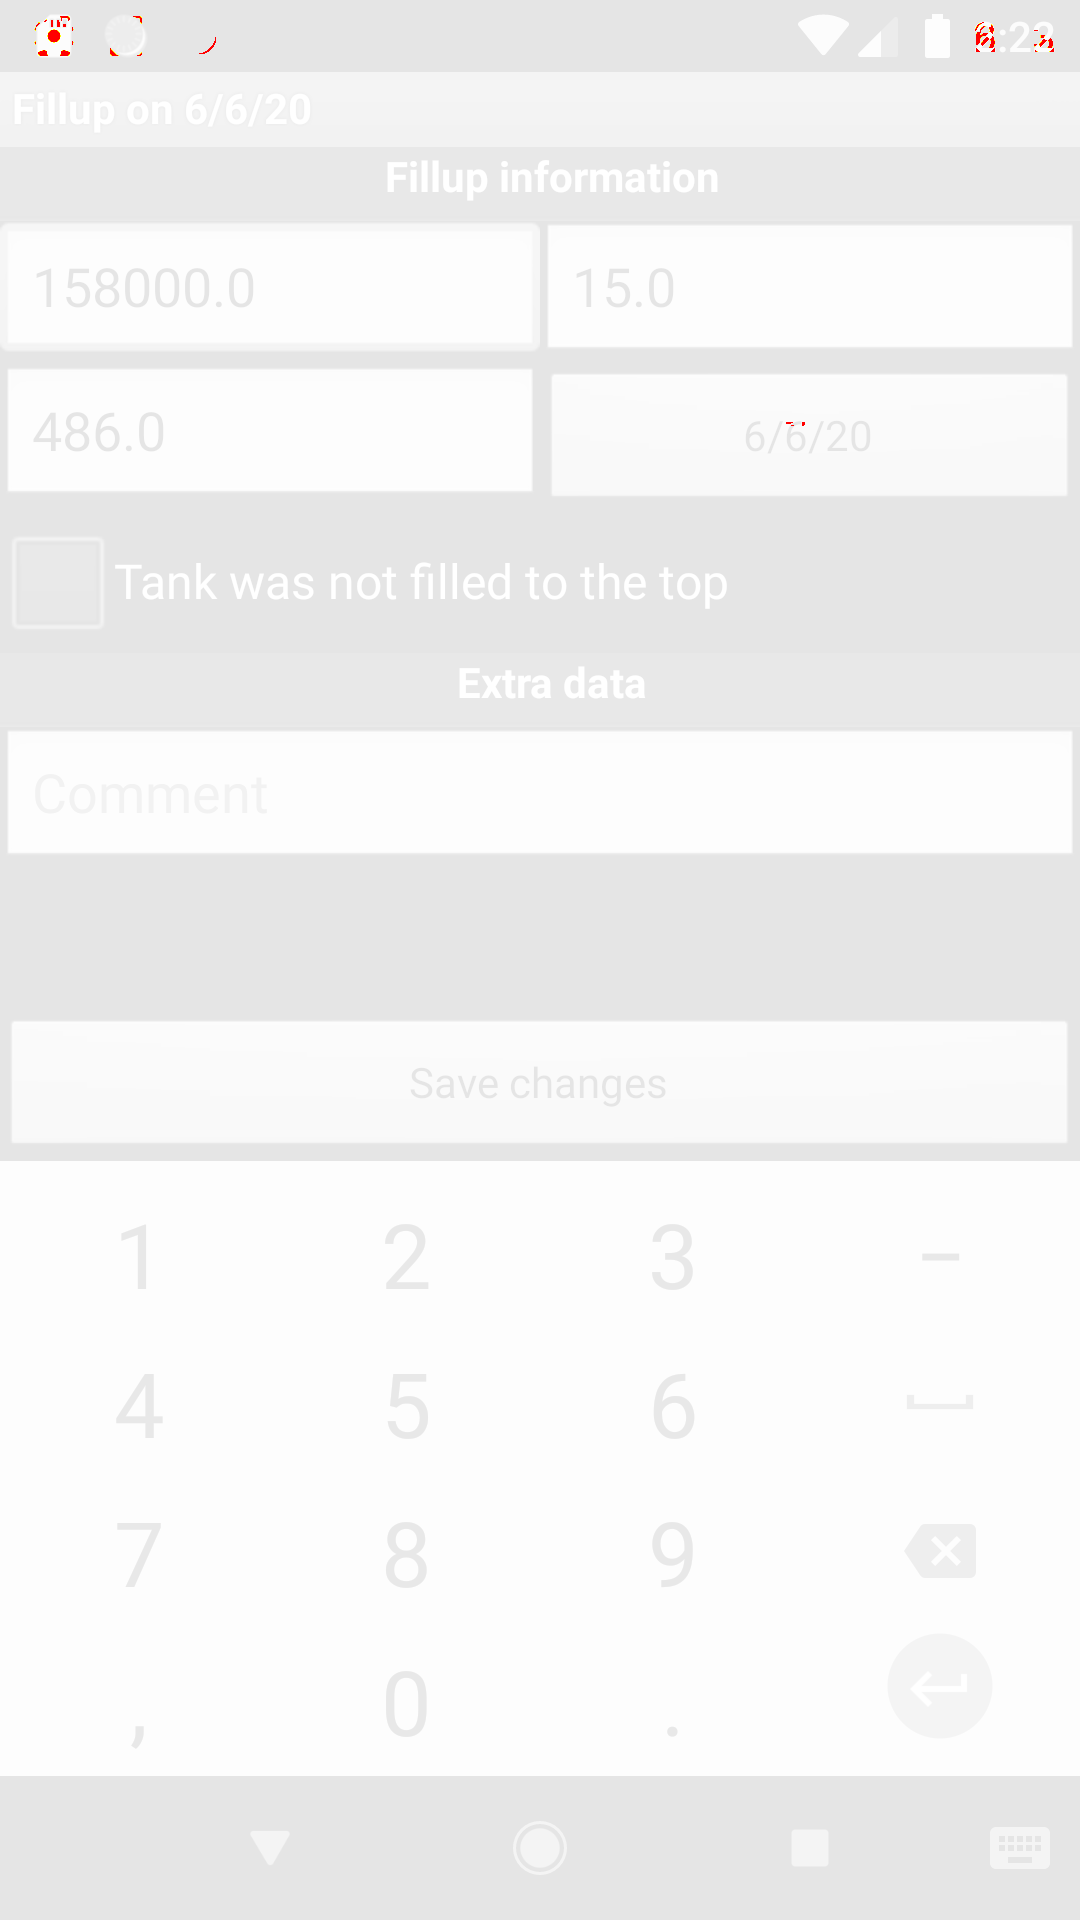 Fillup on 6/6/20
Fillup information
158000.0
15.0
486.0
6/6/20
Tank was not filled to the top
Extra data
Comment
Save changes
1 2 3 –
4 5 6
7 8 9
, 0 .